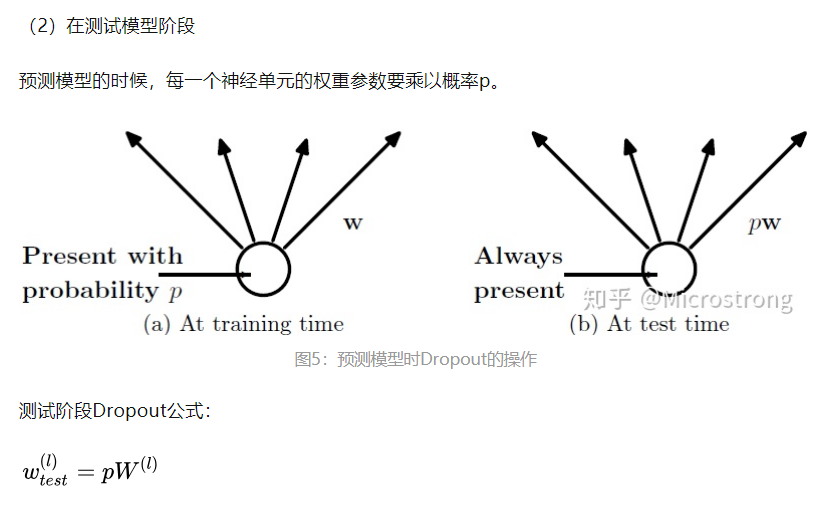 （2）在测试模型阶段
预测模型的时候，每一个神经单元的权重参数要乘以概率p。
w
pw
Present with
probability p
Always
present
知乎 @Microstrong
(a) At training time
(b) At test time
图5：预测模型时Dropout的操作
测试阶段Dropout公式：
w_{test}^{(l)} = pW^{(l)}